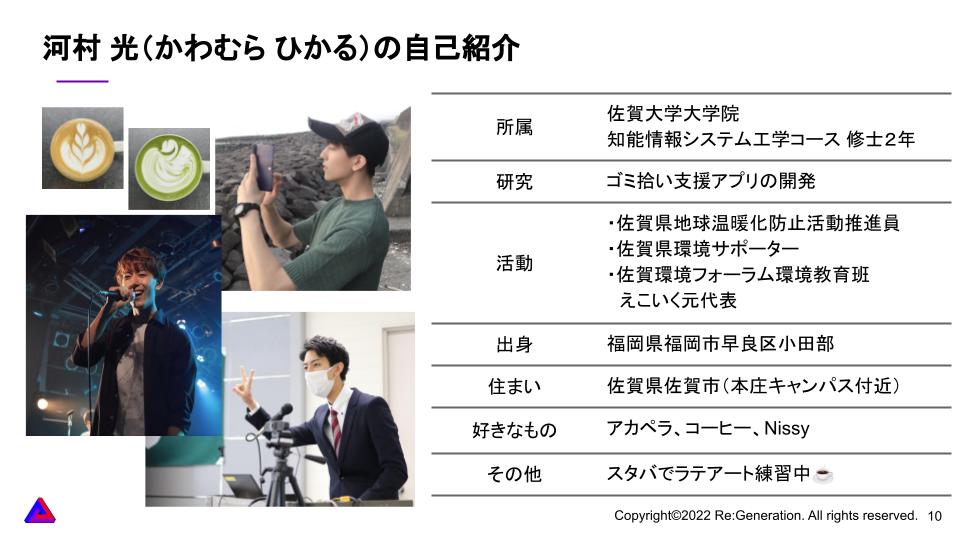 河村 光（かわむら ひかる）の自己紹介
所属
佐賀大学大学院
知能情報システム工学コース 修士２年
研究
ゴミ拾い支援アプリの開発
活動
・佐賀県地球温暖化防止活動推進員
・佐賀県環境サポーター
・佐賀環境フォーラム環境教育班
えこいく元代表
出身
福岡県福岡市早良区小田部
住まい
佐賀県佐賀市（本庄キャンパス付近）
好きなもの
アカペラ、コーヒー、Nissy
その他
スタバでラテアート練習中☕
Copyright©2022 Re:Generation. All rights reserved.
10